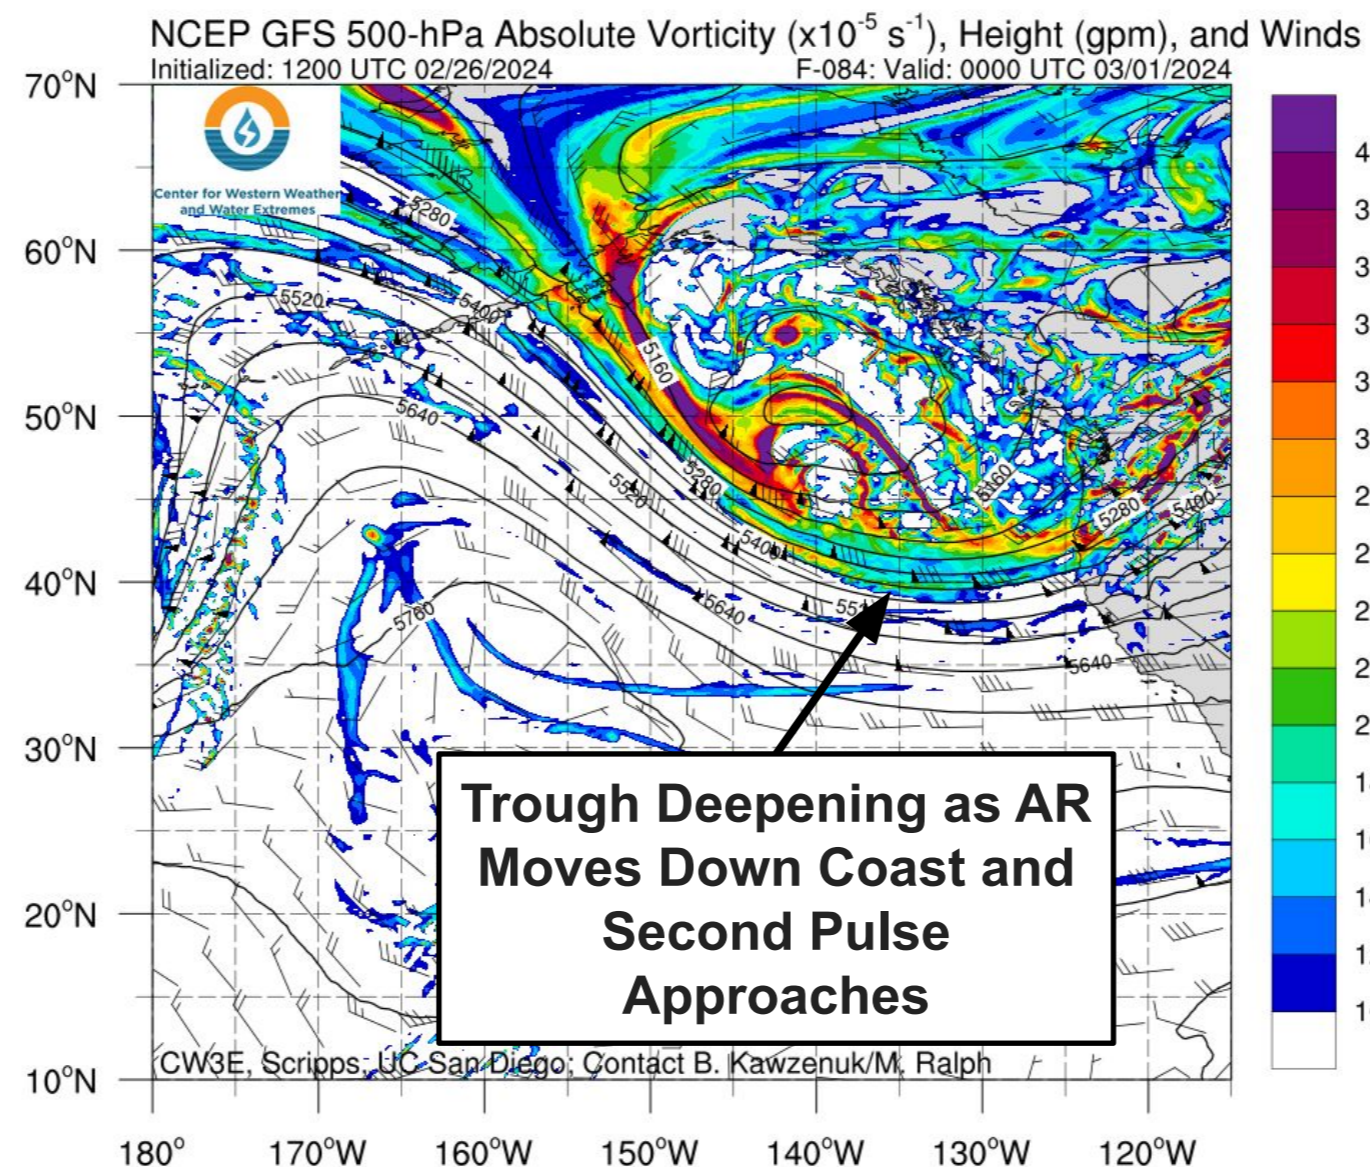 NCEP GFS 500-hPa Absolute Vorticity (x10⁻⁵ s⁻¹), Height (gpm), and Winds
Initialized: 1200 UTC 02/26/2024
F-084: Valid: 0000 UTC 03/01/2024
Center for Western Weather
and Water Extremes
70°N
60°N
50°N
40°N
30°N
20°N
10°N
5280
5520
5400
5160
5640
5280
5520
5400
5160
5280
5400
5760
5640
5640
Trough Deepening as AR
Moves Down Coast and
Second Pulse
Approaches
CW3E, Scripps, UC San Diego; Contact B. Kawzenuk/M. Ralph
180°
170°W
160°W
150°W
140°W
130°W
120°W